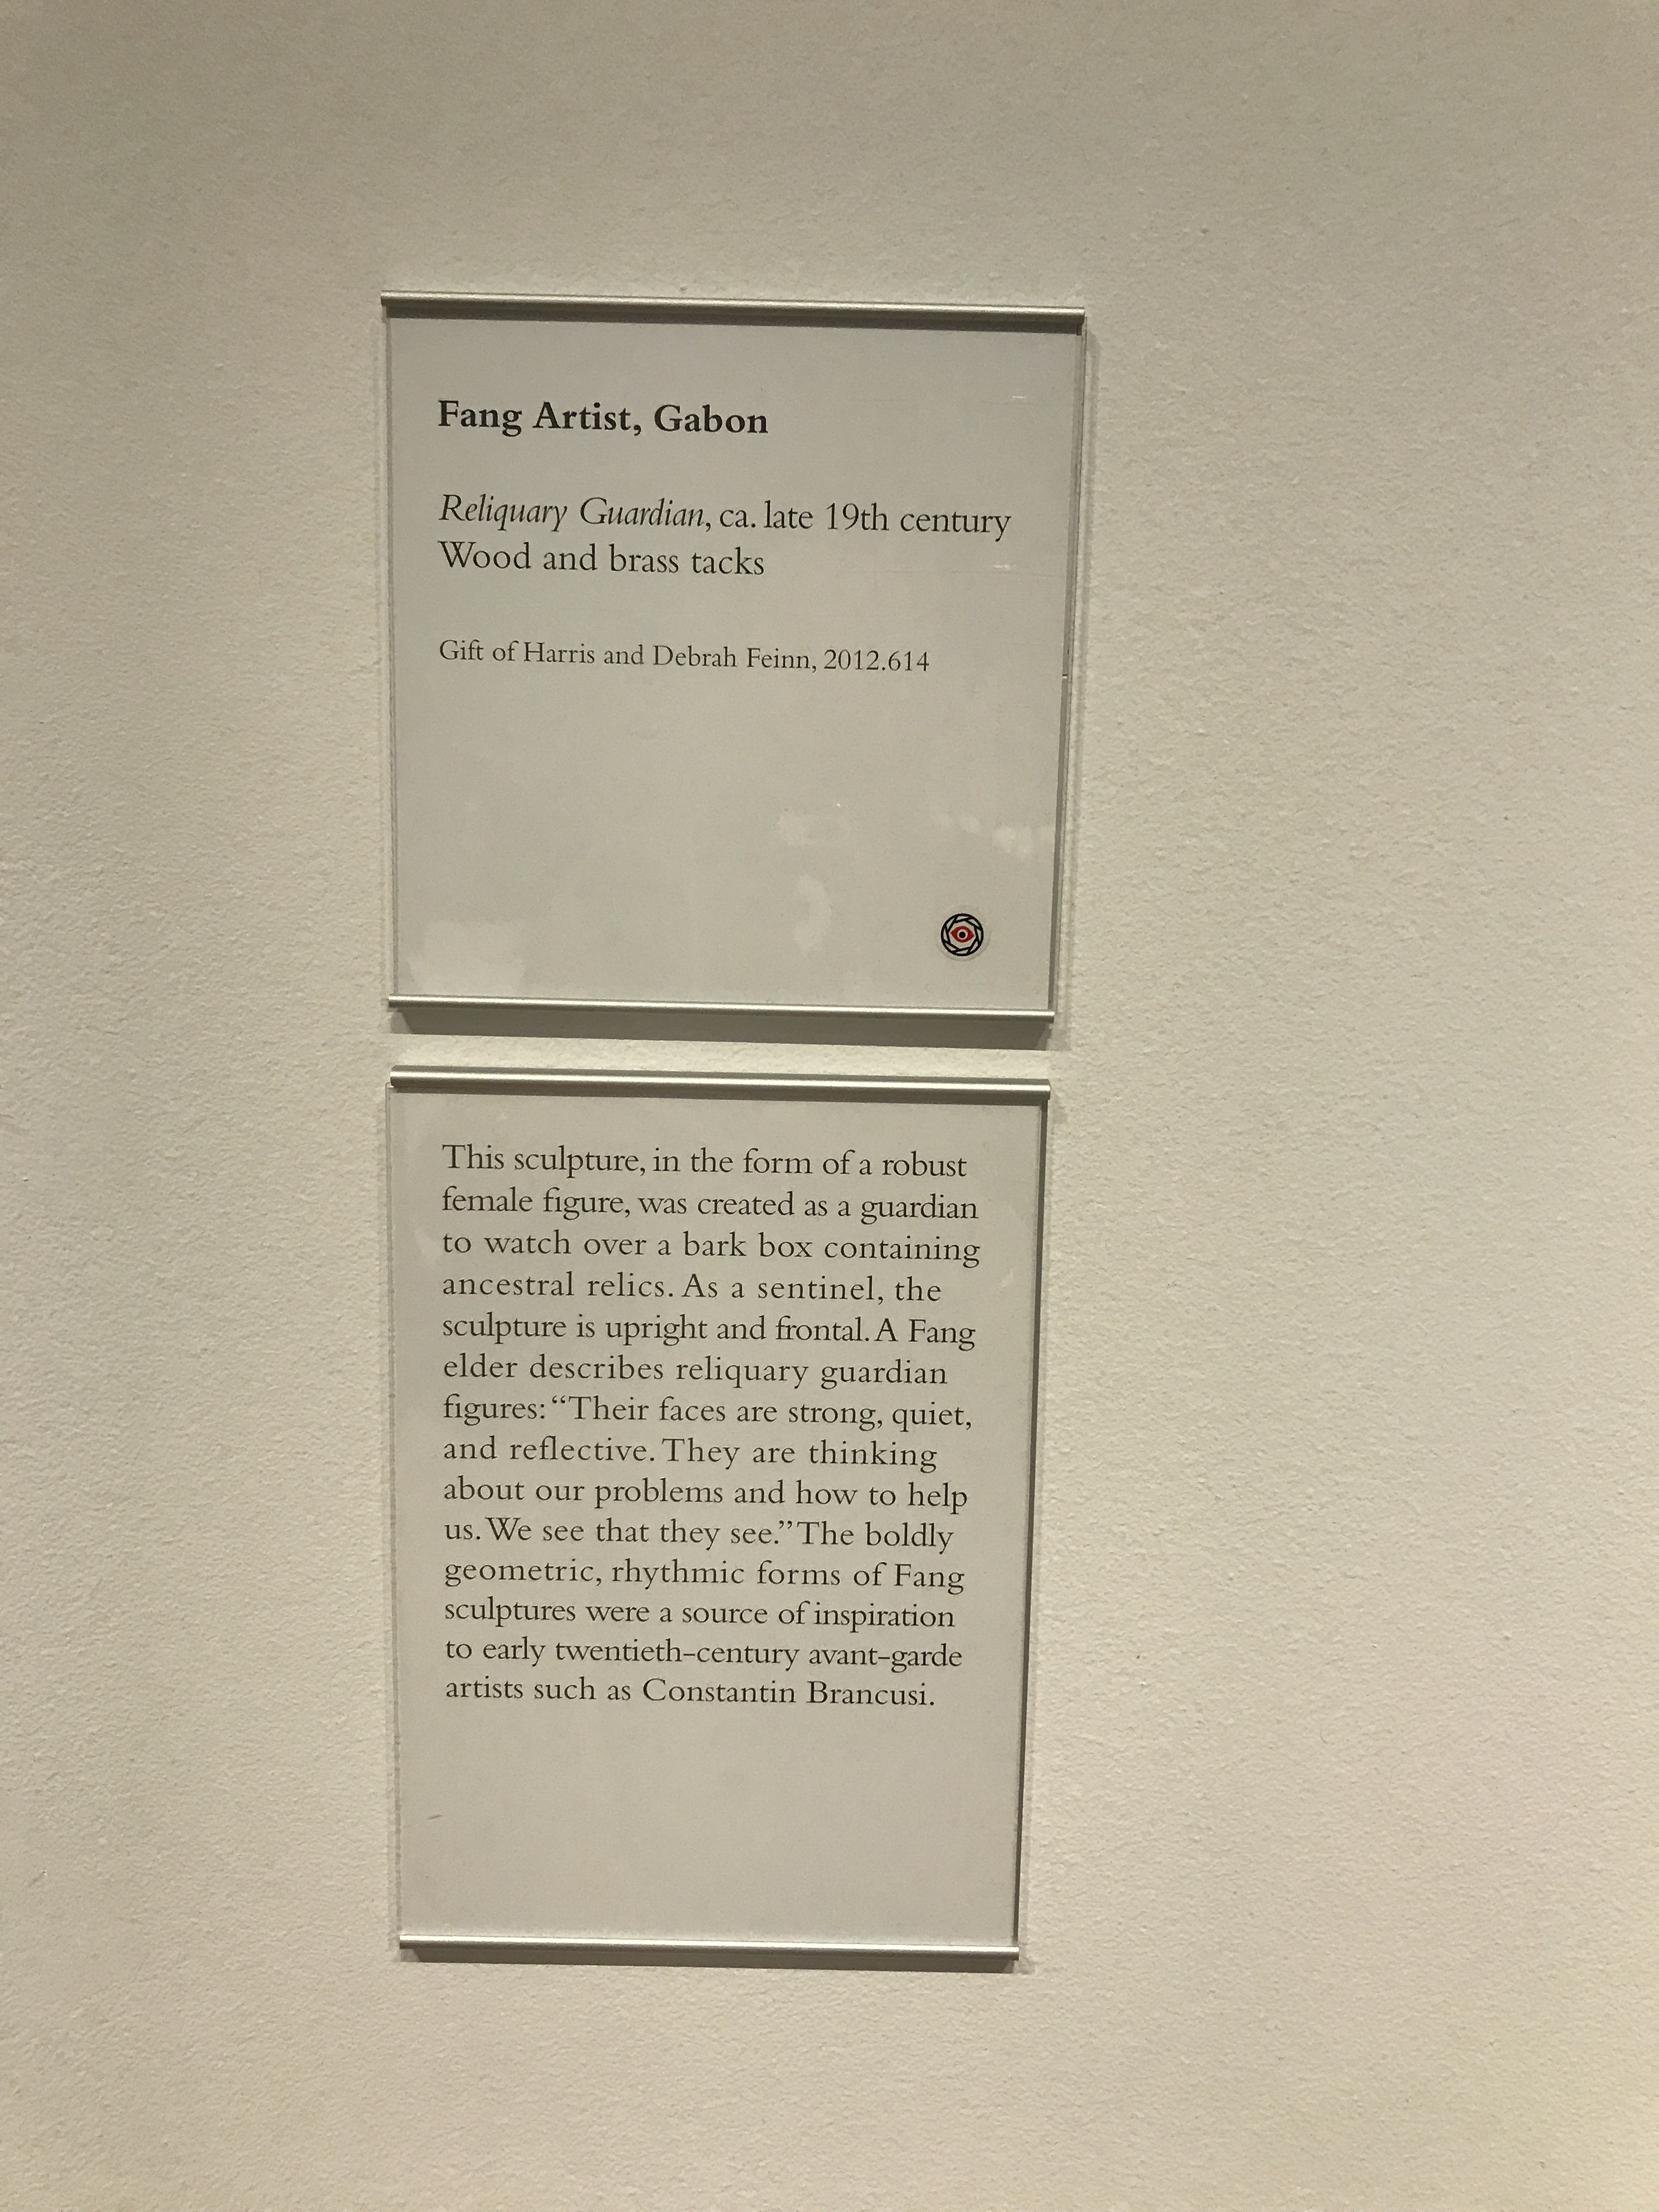 Fang Artist, Gabon
Reliquary Guardian, ca. late 19th century
Wood and brass tacks
Gift of Harris and Debrah Feinn, 2012.614
This sculpture, in the form of a robust
female figure, was created as a guardian
to watch over a bark box containing
ancestral relics. As a sentinel, the
sculpture is upright and frontal. A Fang
elder describes reliquary guardian
figures: “Their faces are strong, quiet,
and reflective. They are thinking
about our problems and how to help
us. We see that they see.” The boldly
geometric, rhythmic forms of Fang
sculptures were a source of inspiration
to early twentieth-century avant-garde
artists such as Constantin Brancusi.